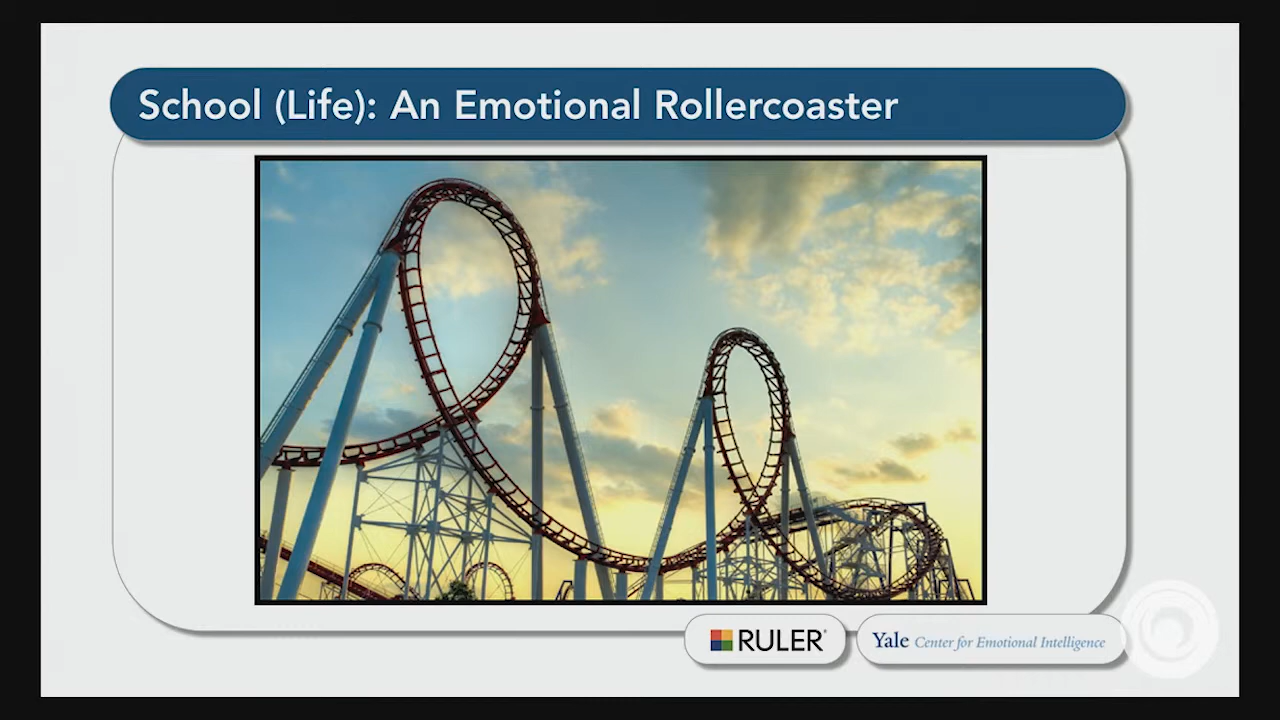 School (Life): An Emotional Rollercoaster
RULER®
Yale Center for Emotional Intelligence